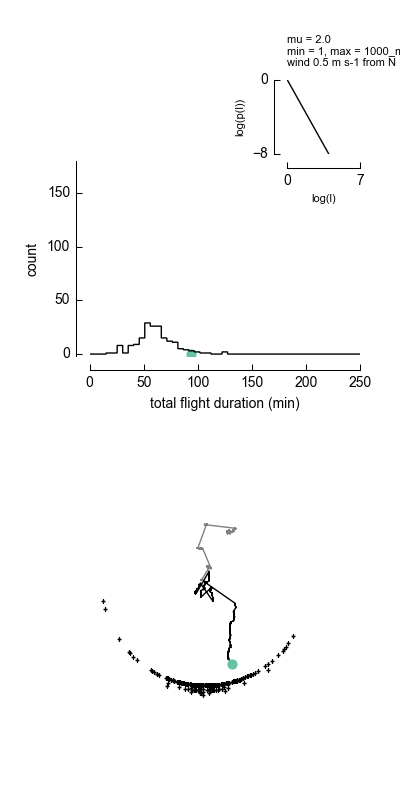 mu = 2.0
min = 1, max = 1000_m
wind 0.5 m s-1 from N
0
log(p(l))
−8
0 7
log(l)
150
100
50
0
count
0 50 100 150 200 250
total flight duration (min)